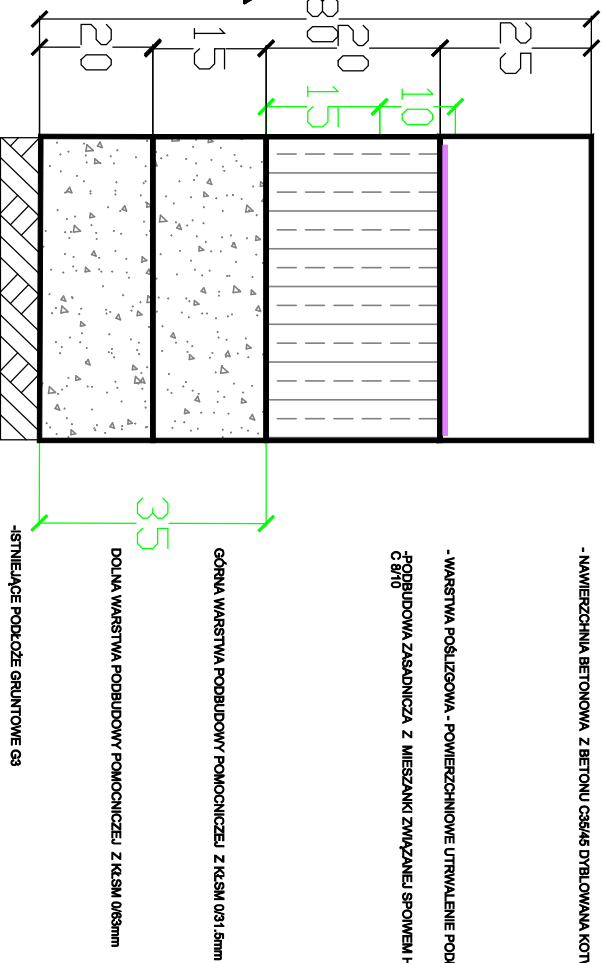 80
25
20
15
20
10
15
35
- NAWIERZCHNIA BETONOWA Z BETONU C35/45 DYBLOWANA
- WARSTWA POŚLIZGOWA - POWIERZCHNIOWE UTRWALENIE
-PODBUDOWA ZASADNICZA Z MIESZANKI ZWIĄZANEJ SPOIWEM
C 8/10
GÓRNA WARSTWA PODBUDOWY POMOCNICZEJ Z KŁSM 0/31.5mm
DOLNA WARSTWA PODBUDOWY POMOCNICZEJ Z KŁSM 0/63mm
-ISTNIEJĄCE PODŁOŻE GRUNTOWE G3